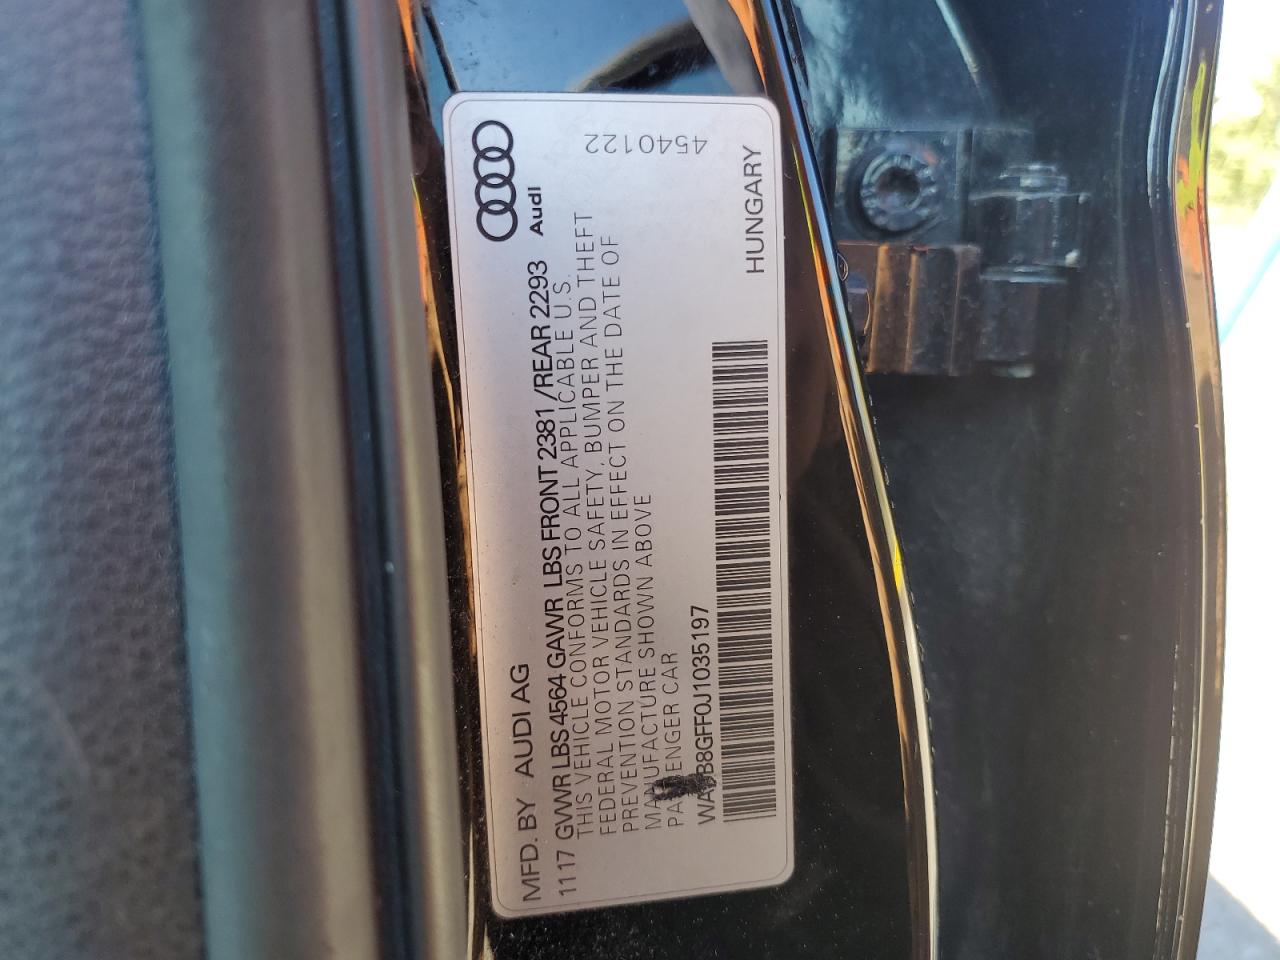 Audi
MFD. BY AUDI AG
11 17 GVWR LBS 4564 GAWR LBS FRONT 2381 /REAR 2293
THIS VEHICLE CONFORMS TO ALL APPLICABLE U.S.
FEDERAL MOTOR VEHICLE SAFETY, BUMPER AND THEFT
PREVENTION STANDARDS IN EFFECT ON THE DATE OF
MANUFACTURE SHOWN ABOVE
ENGER CAR
4540122
HUNGARY